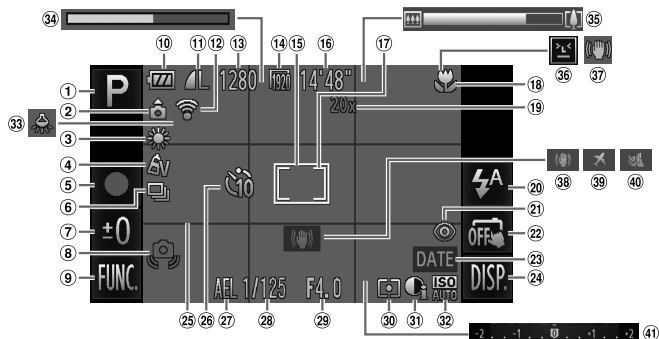 ㉞ ㉟
⑩ ⑪ ⑫ ⑬ ⑭ ⑮ ⑯ ⑰
① P L 1280 1920 14'48" ⑱ ㊱ ㊲
② 20x ⑲
㉝
③
④ AV ㊳ ㊴ ㊵
⑤ ⚡A ⑳
⑥ 10 ㉑
⑦ ±0 OFF ㉒
⑧ DATE ㉓
⑨ FUNC. AEL 1/125 F4.0 i ISO AUTO DISP. ㉔
㉕ ㉖ ㉗ ㉘ ㉙ ㉚ ㉛ ㉜
-2 . . -1 . . 0 . . +1 . . +2 ㊶